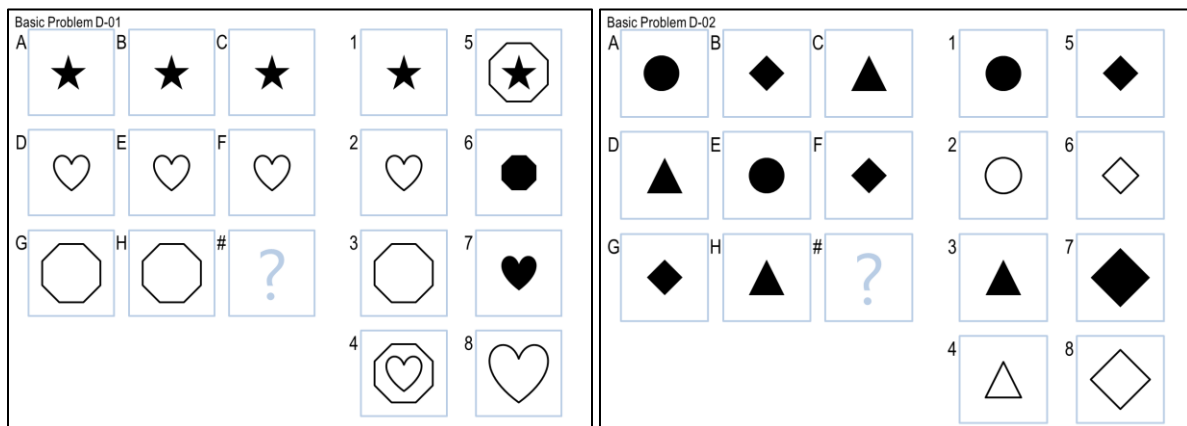 Basic Problem D-01
A B C 1 5
D E F 2 6
G H # ? 3 7
4 8
Basic Problem D-02
A B C 1 5
D E F 2 6
G H # ? 3 7
4 8